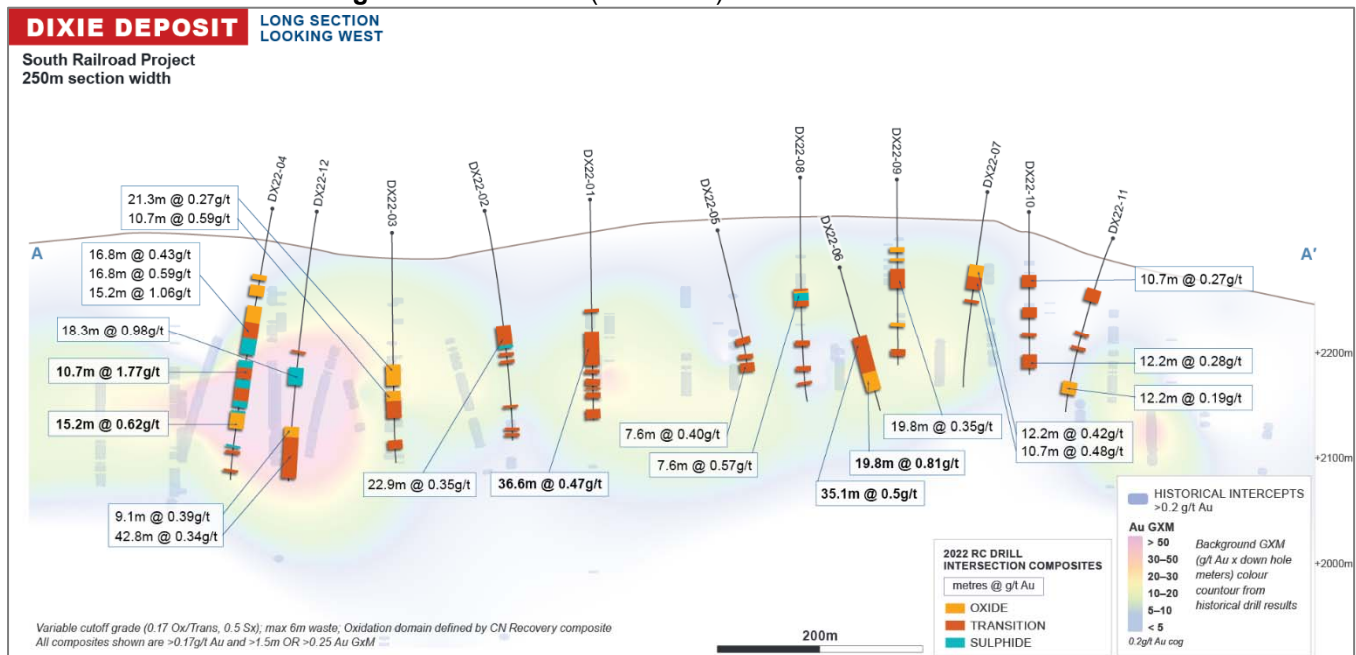 DIXIE DEPOSIT
LONG SECTION
LOOKING WEST
South Railroad Project
250m section width
DX22-04
DX22-12
DX22-03
DX22-02
DX22-01
DX22-05
DX22-08
DX22-06
DX22-09
DX22-07
DX22-10
DX22-11
A
A'
21.3m @ 0.27g/t
10.7m @ 0.59g/t
16.8m @ 0.43g/t
16.8m @ 0.59g/t
15.2m @ 1.06g/t
18.3m @ 0.98g/t
10.7m @ 1.77g/t
15.2m @ 0.62g/t
9.1m @ 0.39g/t
42.8m @ 0.34g/t
22.9m @ 0.35g/t
36.6m @ 0.47g/t
7.6m @ 0.40g/t
7.6m @ 0.57g/t
35.1m @ 0.5g/t
19.8m @ 0.81g/t
19.8m @ 0.35g/t
12.2m @ 0.42g/t
10.7m @ 0.48g/t
10.7m @ 0.27g/t
12.2m @ 0.28g/t
12.2m @ 0.19g/t
+2200m
+2100m
+2000m
2022 RC DRILL
INTERSECTION COMPOSITES
metres @ g/t Au
OXIDE
TRANSITION
SULPHIDE
HISTORICAL INTERCEPTS
>0.2 g/t Au
Au GXM
> 50
30–50
20–30
10–20
5–10
< 5
0.2g/t Au cog
Background GXM
(g/t Au x down hole
meters) colour
countour from
historical drill results
200m
Variable cutoff grade (0.17 Ox/Trans, 0.5 Sx); max 6m waste; Oxidation domain defined by CN Recovery composite
All composites shown are >0.17g/t Au and >1.5m OR >0.25 Au GxM